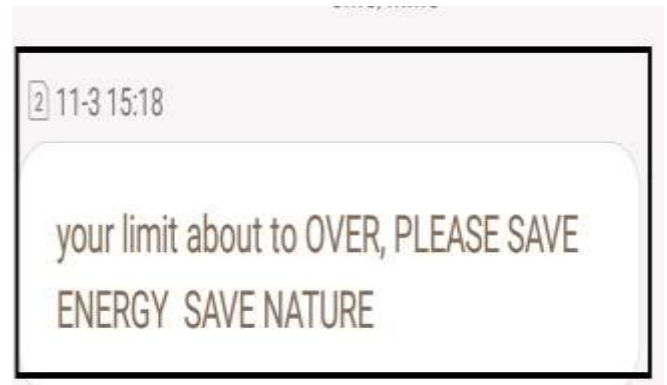 2 11-3 15:18
your limit about to OVER, PLEASE SAVE
ENERGY SAVE NATURE